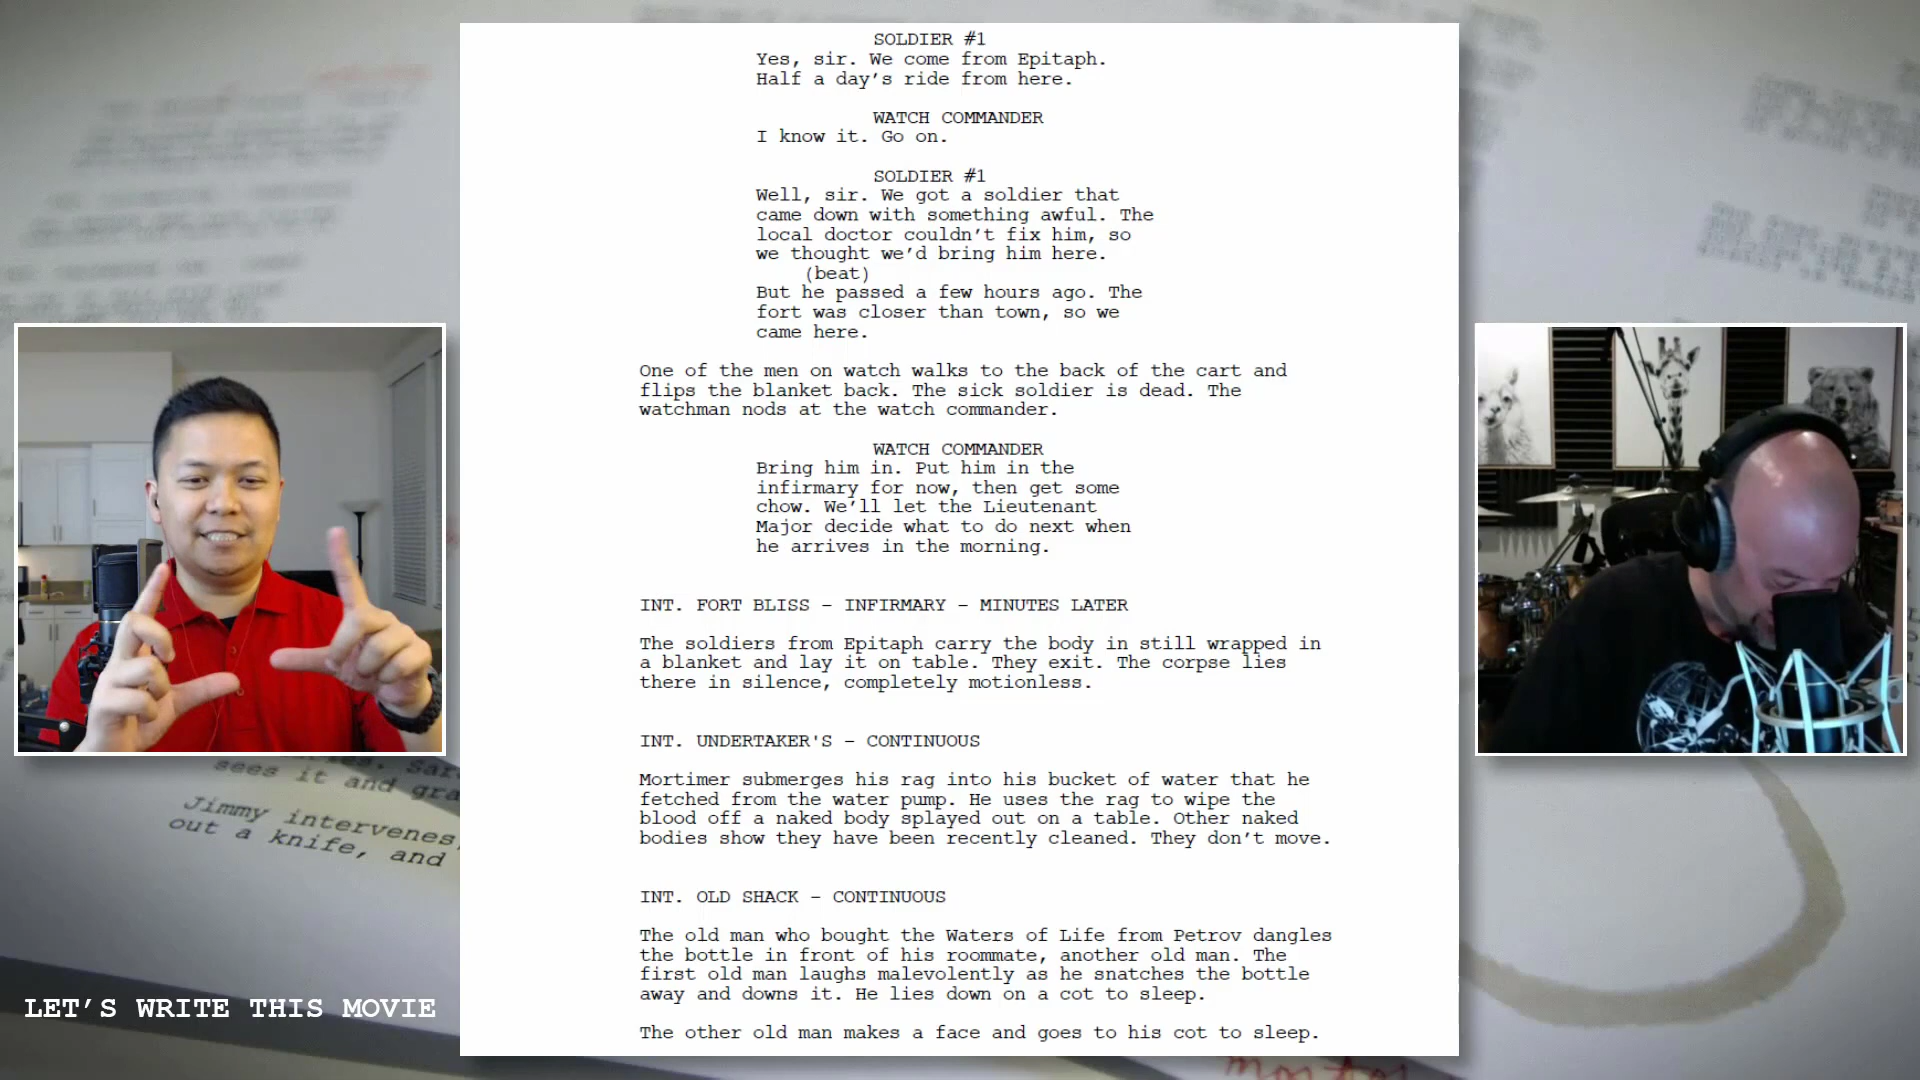 SOLDIER #1
Yes, sir. We come from Epitaph.
Half a day's ride from here.
WATCH COMMANDER
I know it. Go on.
SOLDIER #1
Well, sir. We got a soldier that
came down with something awful. The
local doctor couldn't fix him, so
we thought we'd bring him here.
(beat)
But he passed a few hours ago. The
fort was closer than town, so we
came here.
One of the men on watch walks to the back of the cart and
flips the blanket back. The sick soldier is dead. The
watchman nods at the watch commander.
WATCH COMMANDER
Bring him in. Put him in the
infirmary for now, then get some
chow. We'll let the Lieutenant
Major decide what to do next when
he arrives in the morning.
INT. FORT BLISS – INFIRMARY – MINUTES LATER
The soldiers from Epitaph carry the body in still wrapped in
a blanket and lay it on table. They exit. The corpse lies
there in silence, completely motionless.
INT. UNDERTAKER'S – CONTINUOUS
Mortimer submerges his rag into his bucket of water that he
fetched from the water pump. He uses the rag to wipe the
blood off a naked body splayed out on a table. Other naked
bodies show they have been recently cleaned. They don't move.
INT. OLD SHACK – CONTINUOUS
The old man who bought the Waters of Life from Petrov dangles
the bottle in front of his roommate, another old man. The
first old man laughs malevolently as he snatches the bottle
away and downs it. He lies down on a cot to sleep.
The other old man makes a face and goes to his cot to sleep.
sees it and gra
Jimmy intervenes,
out a knife, and
LET'S WRITE THIS MOVIE